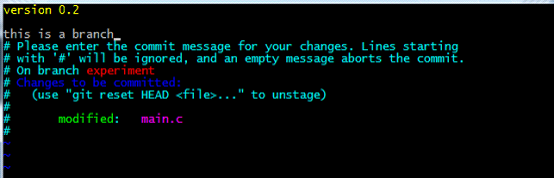 version 0.2
this is a branch
# Please enter the commit message for your changes. Lines starting
# with '#' will be ignored, and an empty message aborts the commit.
# On branch experiment
# Changes to be committed:
#   (use "git reset HEAD <file>..." to unstage)
#
#       modified:   main.c
#
~
~
~